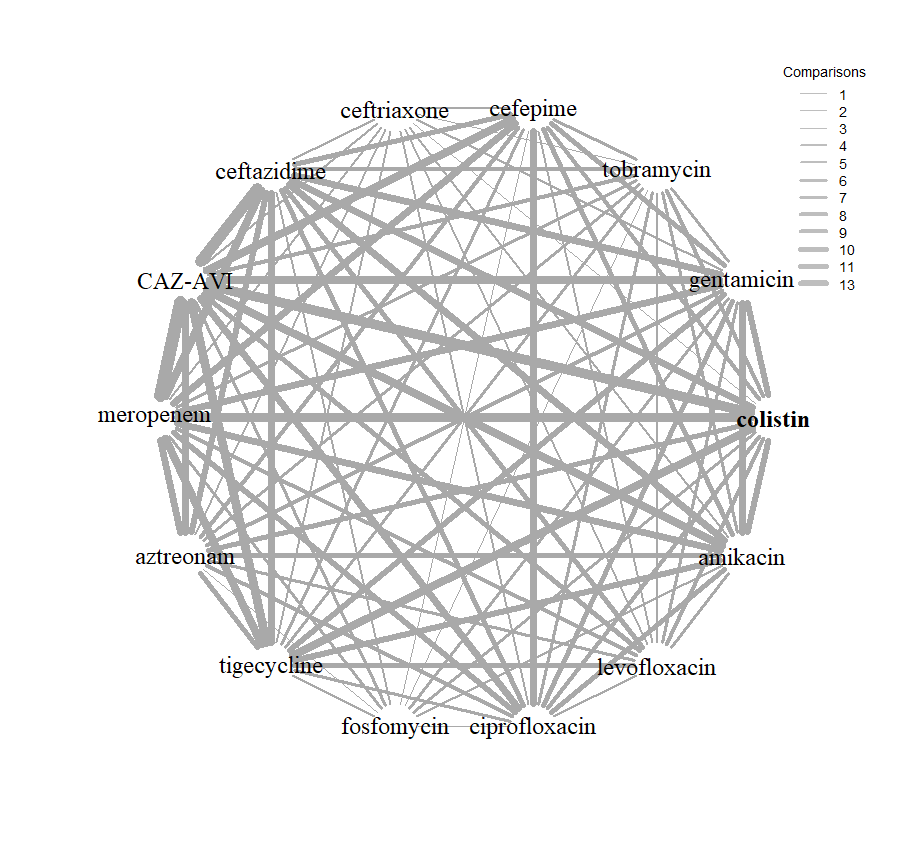 Comparisons
1
2
3
4
5
6
7
8
9
10
11
13
ceftriaxone
cefepime
ceftazidime
tobramycin
CAZ-AVI
gentamicin
meropenem
colistin
aztreonam
amikacin
tigecycline
levofloxacin
fosfomycin
ciprofloxacin